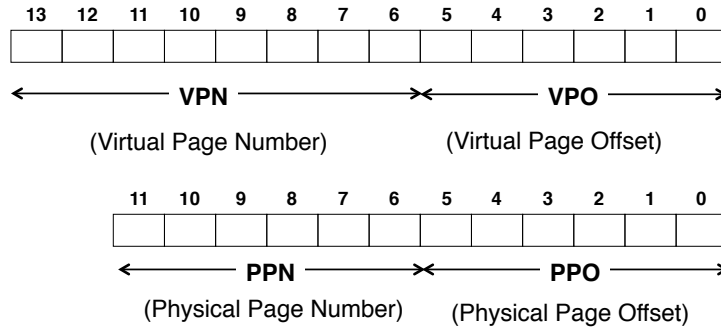 13 12 11 10 9 8 7 6 5 4 3 2 1 0
VPN VPO
(Virtual Page Number) (Virtual Page Offset)
11 10 9 8 7 6 5 4 3 2 1 0
PPN PPO
(Physical Page Number) (Physical Page Offset)